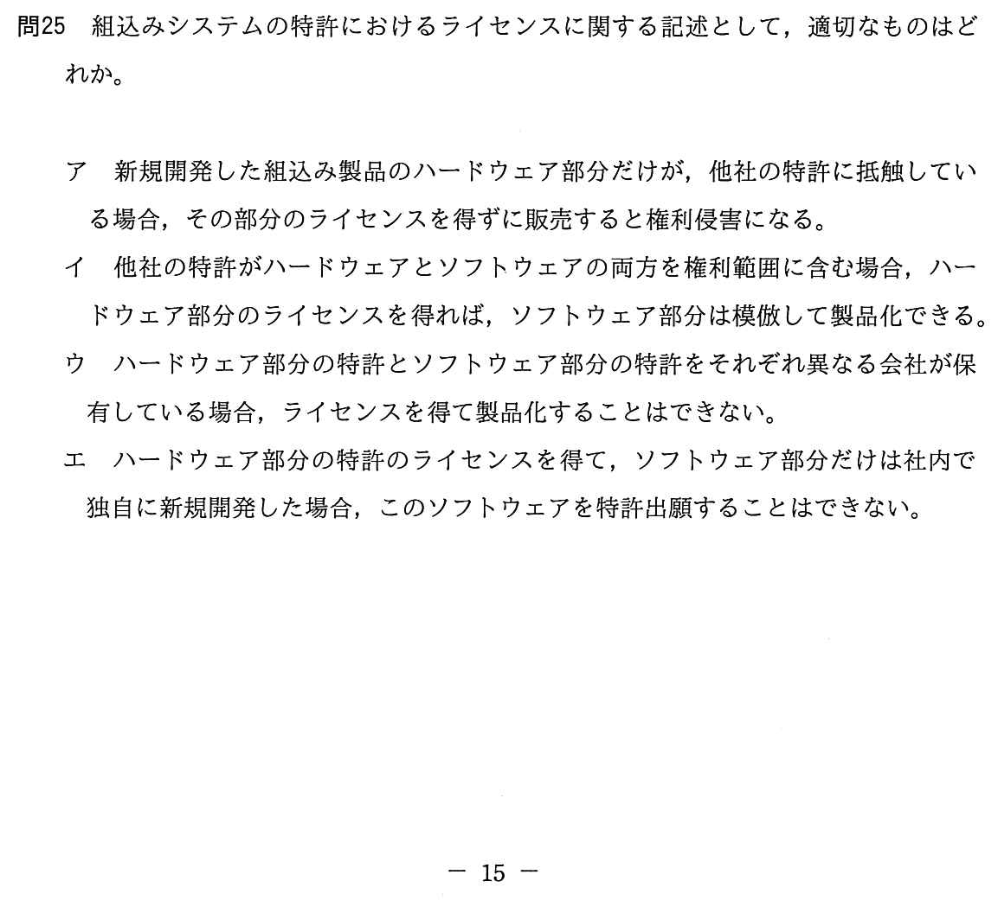 問25 組込みシステムの特許におけるライセンスに関する記述として，適切なものはど
れか。
ア 新規開発した組込み製品のハードウェア部分だけが，他社の特許に抵触してい
る場合，その部分のライセンスを得ずに販売すると権利侵害になる。
イ 他社の特許がハードウェアとソフトウェアの両方を権利範囲に含む場合，ハー
ドウェア部分のライセンスを得れば，ソフトウェア部分は模倣して製品化できる。
ウ ハードウェア部分の特許とソフトウェア部分の特許をそれぞれ異なる会社が保
有している場合，ライセンスを得て製品化することはできない。
エ ハードウェア部分の特許のライセンスを得て，ソフトウェア部分だけは社内で
独自に新規開発した場合，このソフトウェアを特許出願することはできない。
－ 15 －